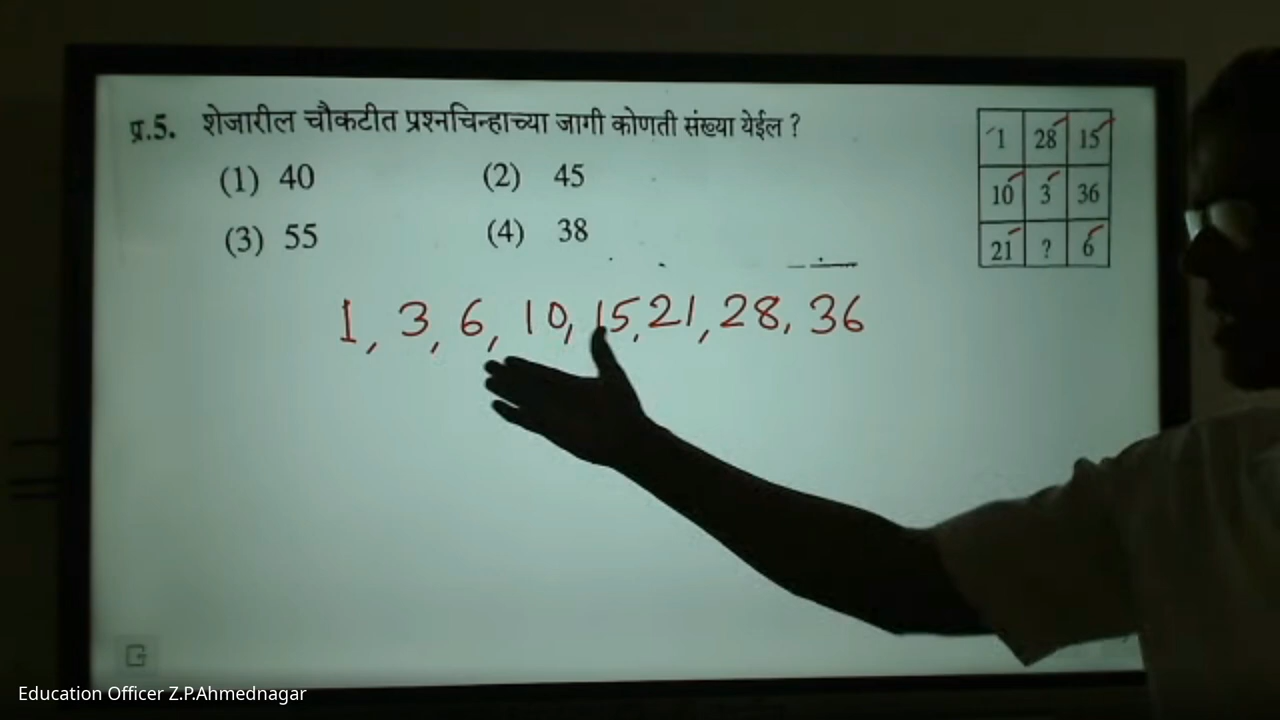 प्र.5. शेजारील चौकटीत प्रश्नचिन्हाच्या जागी कोणती संख्या येईल ?
(1) 40 (2) 45
(3) 55 (4) 38
1 28 15
10 3 36
21 ? 6
1, 3, 6, 10, 15, 21, 28, 36
Education Officer Z.P.Ahmednagar